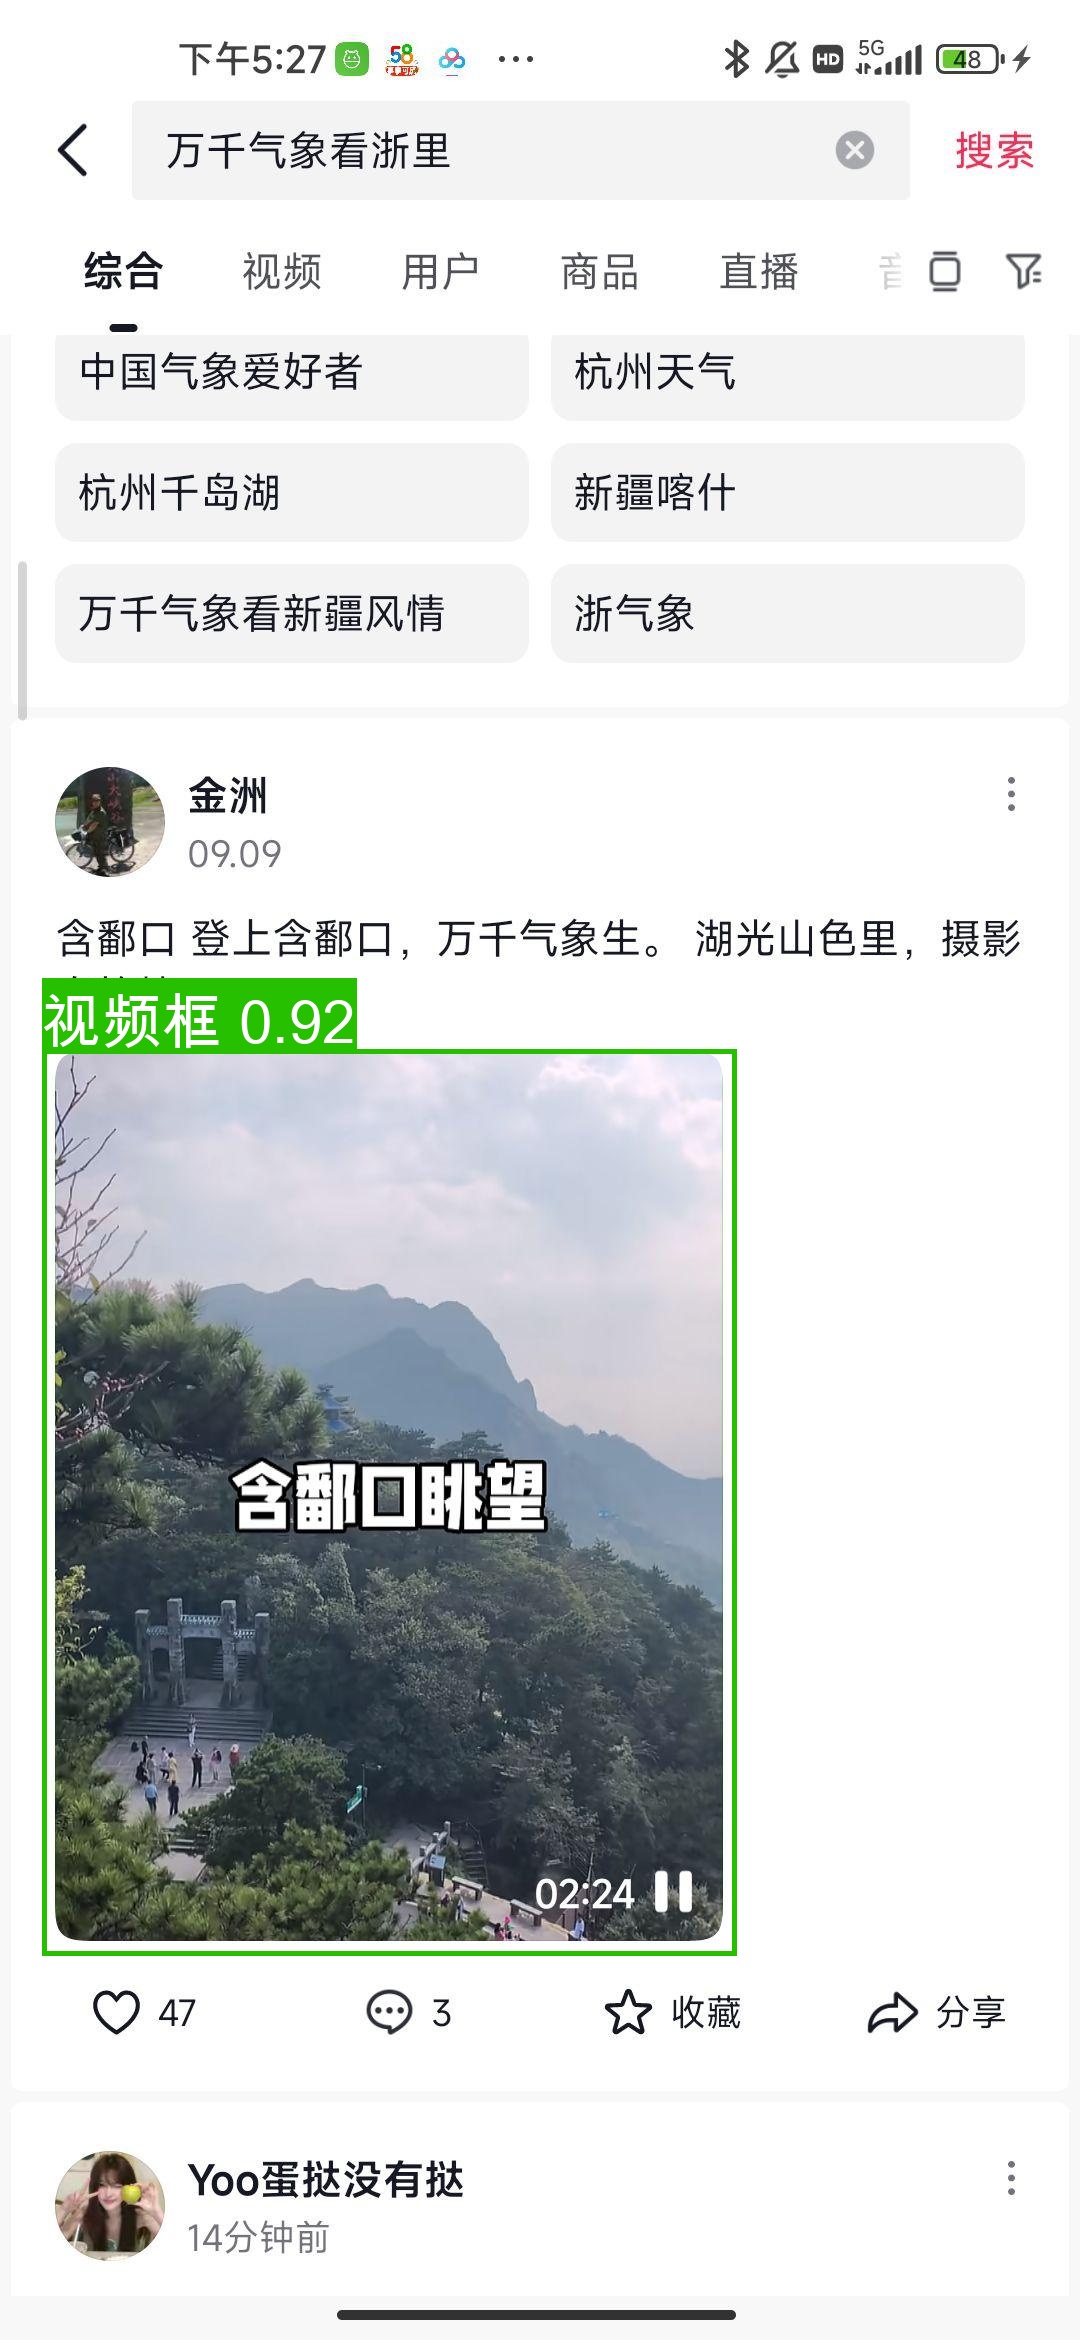 下午5:27
58
HD
5G
48
万千气象看浙里
搜索
综合
视频
用户
商品
直播
中国气象爱好者
杭州天气
杭州千岛湖
新疆喀什
万千气象看新疆风情
浙气象
金洲
09.09
含鄱口 登上含鄱口，万千气象生。 湖光山色里，摄影
视频框 0.92
含鄱口眺望
02:24
47
3
收藏
分享
Yoo蛋挞没有挞
14分钟前